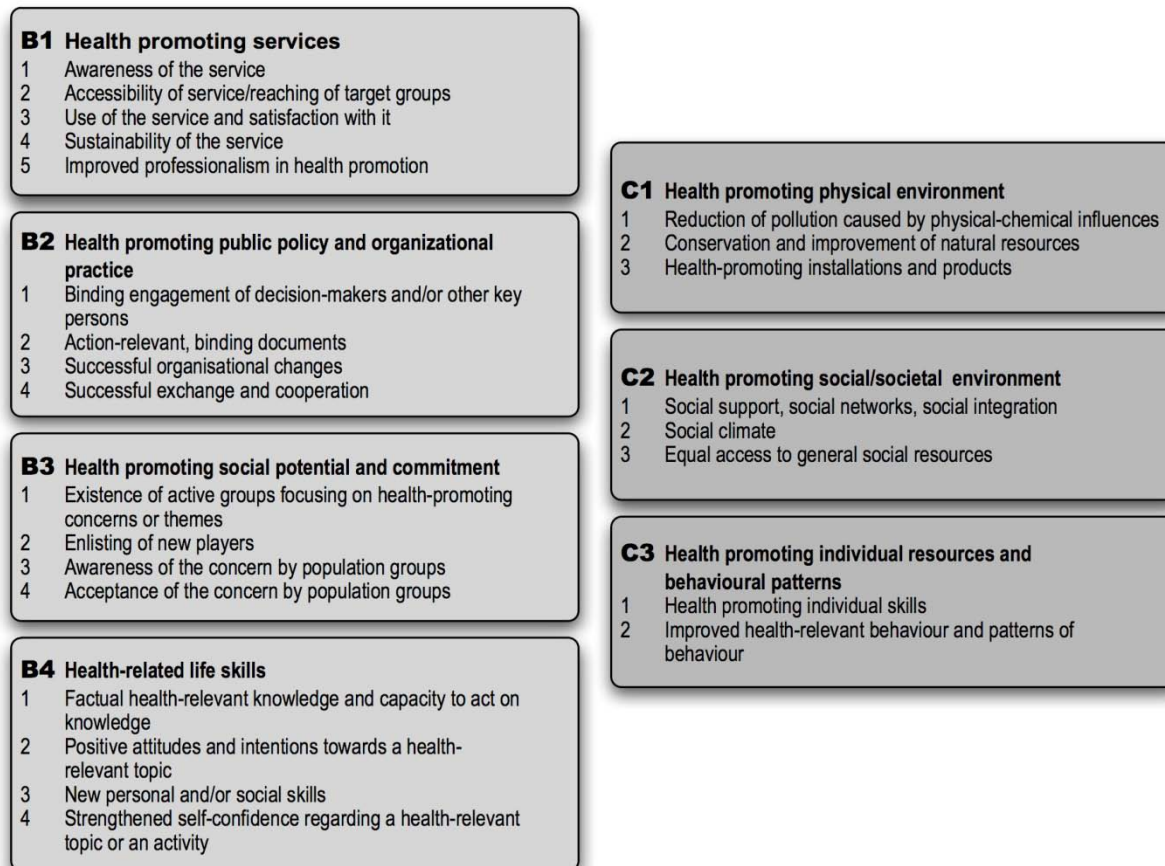 B1 Health promoting services
1 Awareness of the service
2 Accessibility of service/reaching of target groups
3 Use of the service and satisfaction with it
4 Sustainability of the service
5 Improved professionalism in health promotion
B2 Health promoting public policy and organizational
practice
1 Binding engagement of decision-makers and/or other key
persons
2 Action-relevant, binding documents
3 Successful organisational changes
4 Successful exchange and cooperation
B3 Health promoting social potential and commitment
1 Existence of active groups focusing on health-promoting
concerns or themes
2 Enlisting of new players
3 Awareness of the concern by population groups
4 Acceptance of the concern by population groups
B4 Health-related life skills
1 Factual health-relevant knowledge and capacity to act on
knowledge
2 Positive attitudes and intentions towards a health-
relevant topic
3 New personal and/or social skills
4 Strengthened self-confidence regarding a health-relevant
topic or an activity
C1 Health promoting physical environment
1 Reduction of pollution caused by physical-chemical influences
2 Conservation and improvement of natural resources
3 Health-promoting installations and products
C2 Health promoting social/societal environment
1 Social support, social networks, social integration
2 Social climate
3 Equal access to general social resources
C3 Health promoting individual resources and
behavioural patterns
1 Health promoting individual skills
2 Improved health-relevant behaviour and patterns of
behaviour